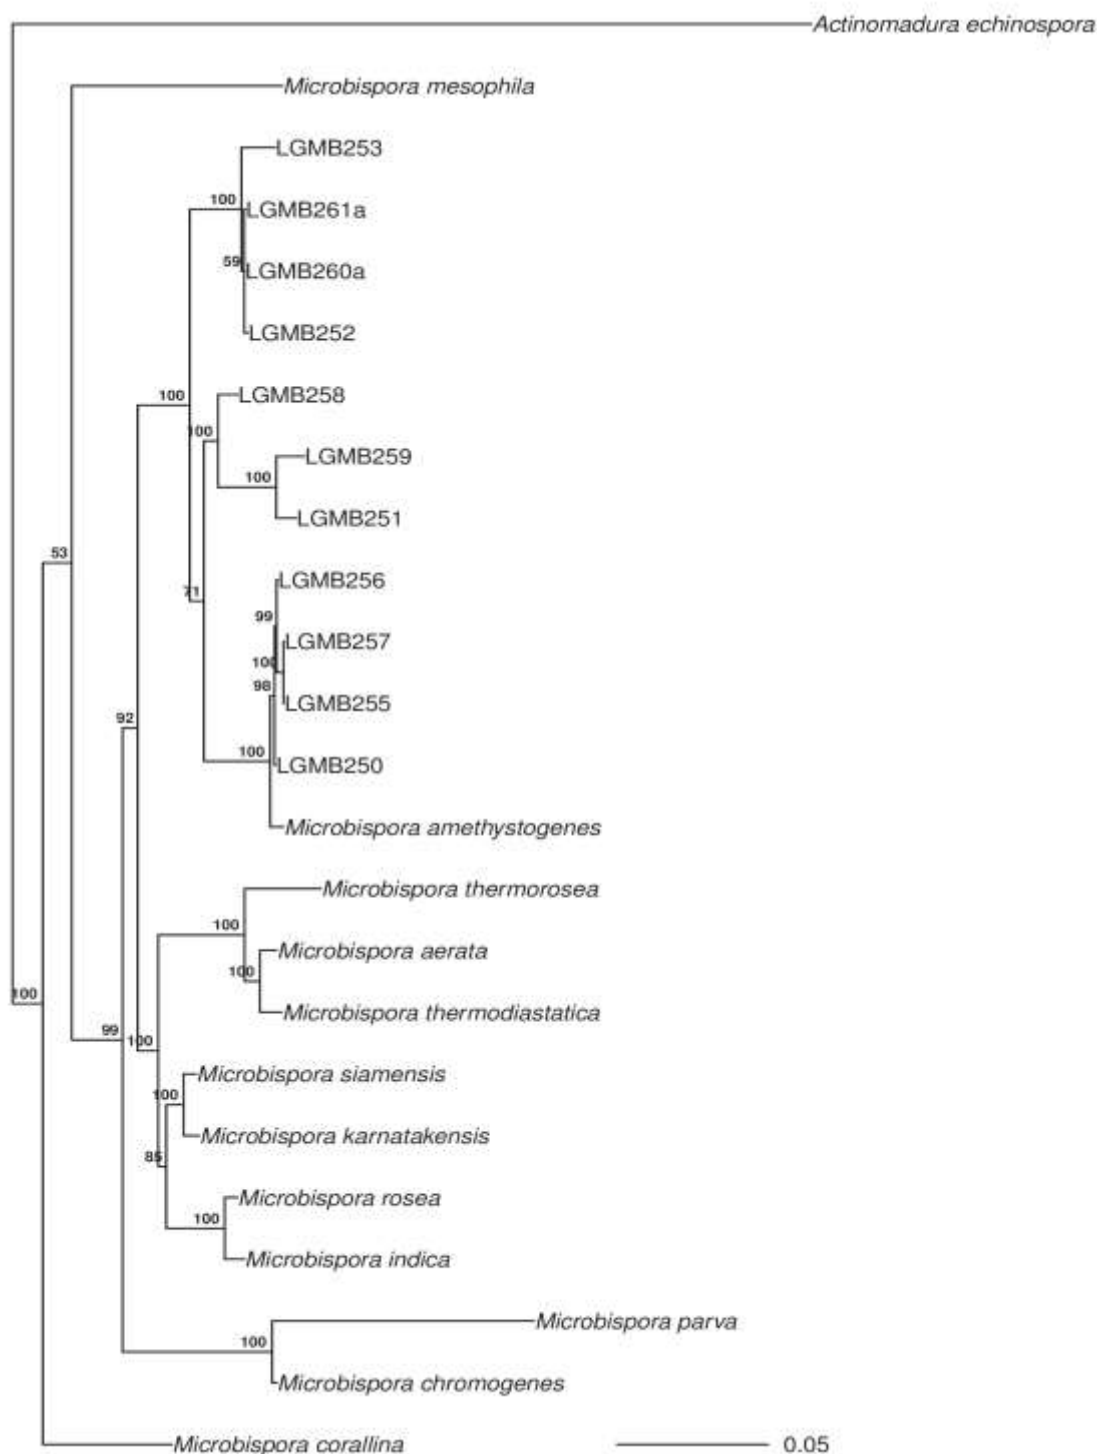 Actinomadura echinospora
Microbispora mesophila
LGMB253
100
LGMB261a
59
LGMB260a
LGMB252
100
LGMB258
100
LGMB259
100
LGMB251
53
LGMB256
71
99
LGMB257
100
98
LGMB255
92
100
LGMB250
Microbispora amethystogenes
Microbispora thermorosea
100
Microbispora aerata
100
100
Microbispora thermodiastatica
99
100
Microbispora siamensis
100
Microbispora karnatakensis
85
Microbispora rosea
100
Microbispora indica
Microbispora parva
100
Microbispora chromogenes
Microbispora corallina
0.05